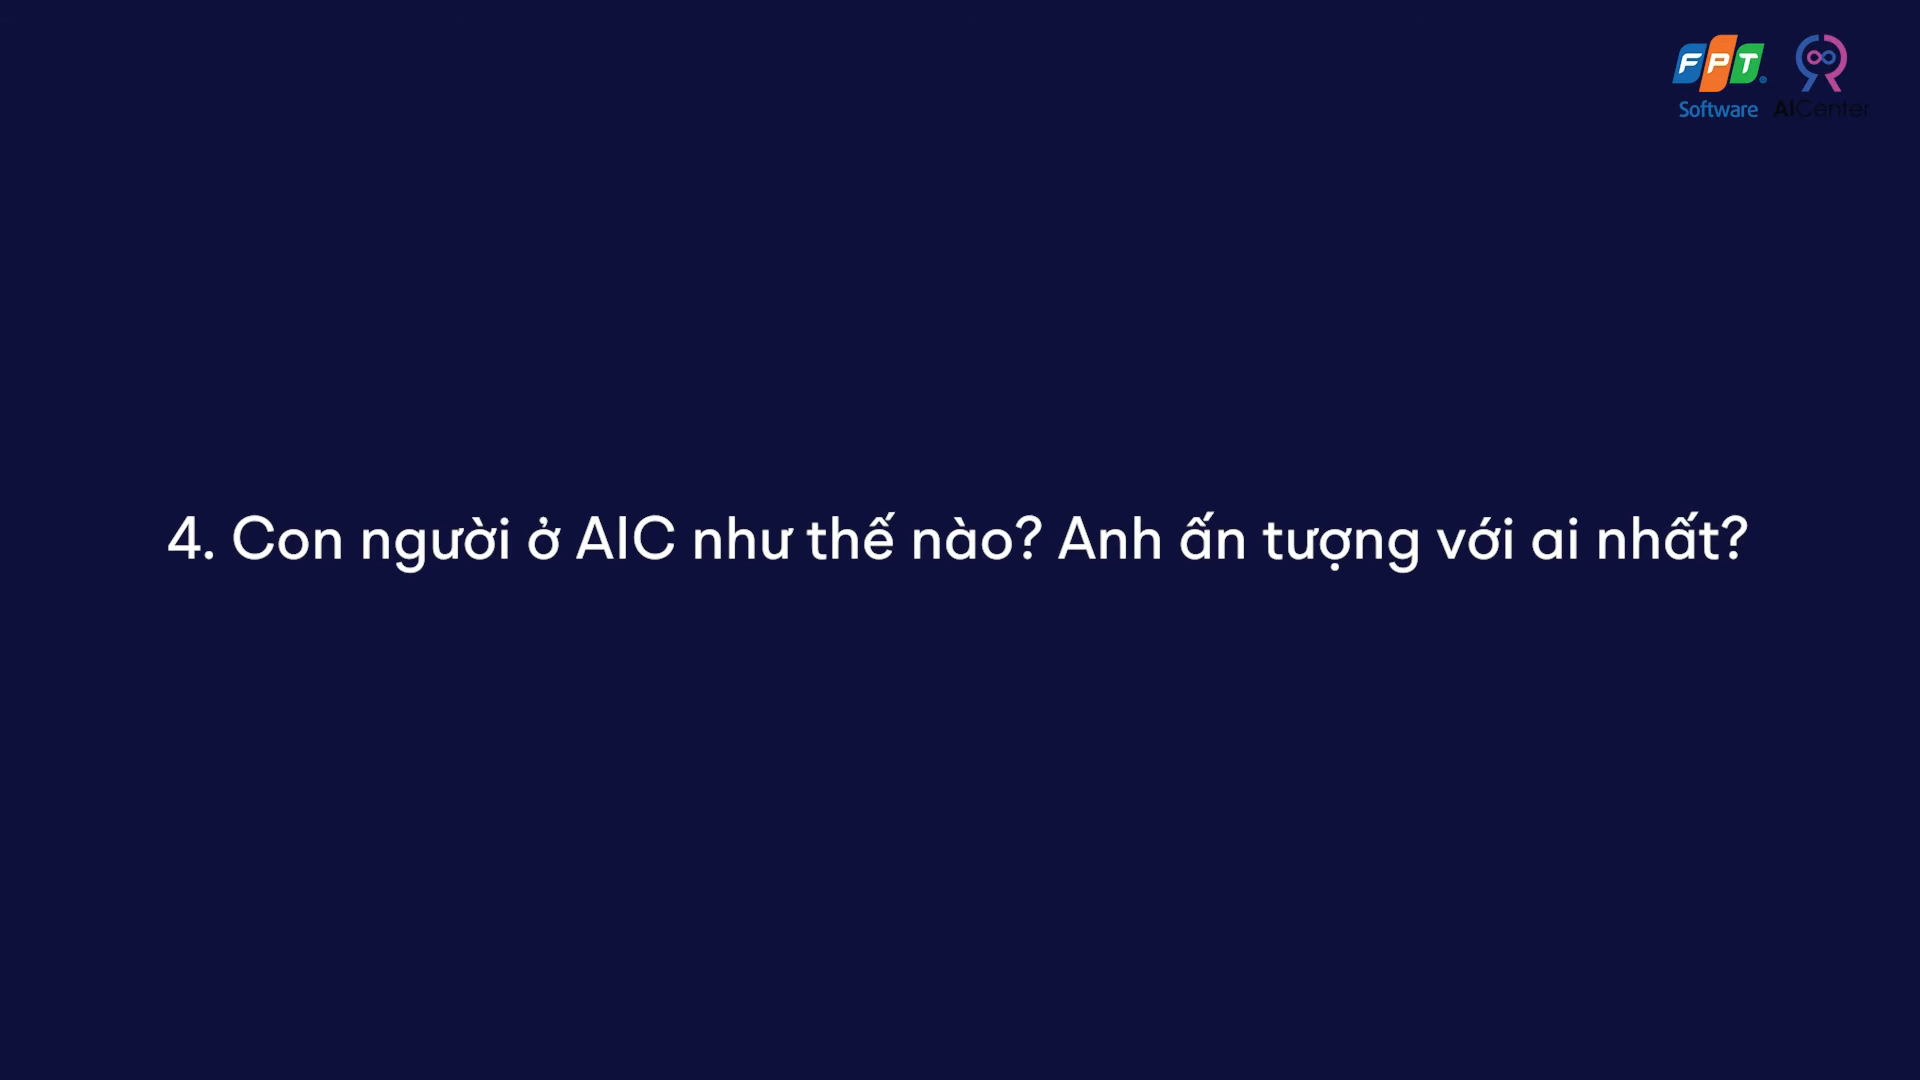 FPT
Software
AICenter
4. Con người ở AIC như thế nào? Anh ấn tượng với ai nhất?